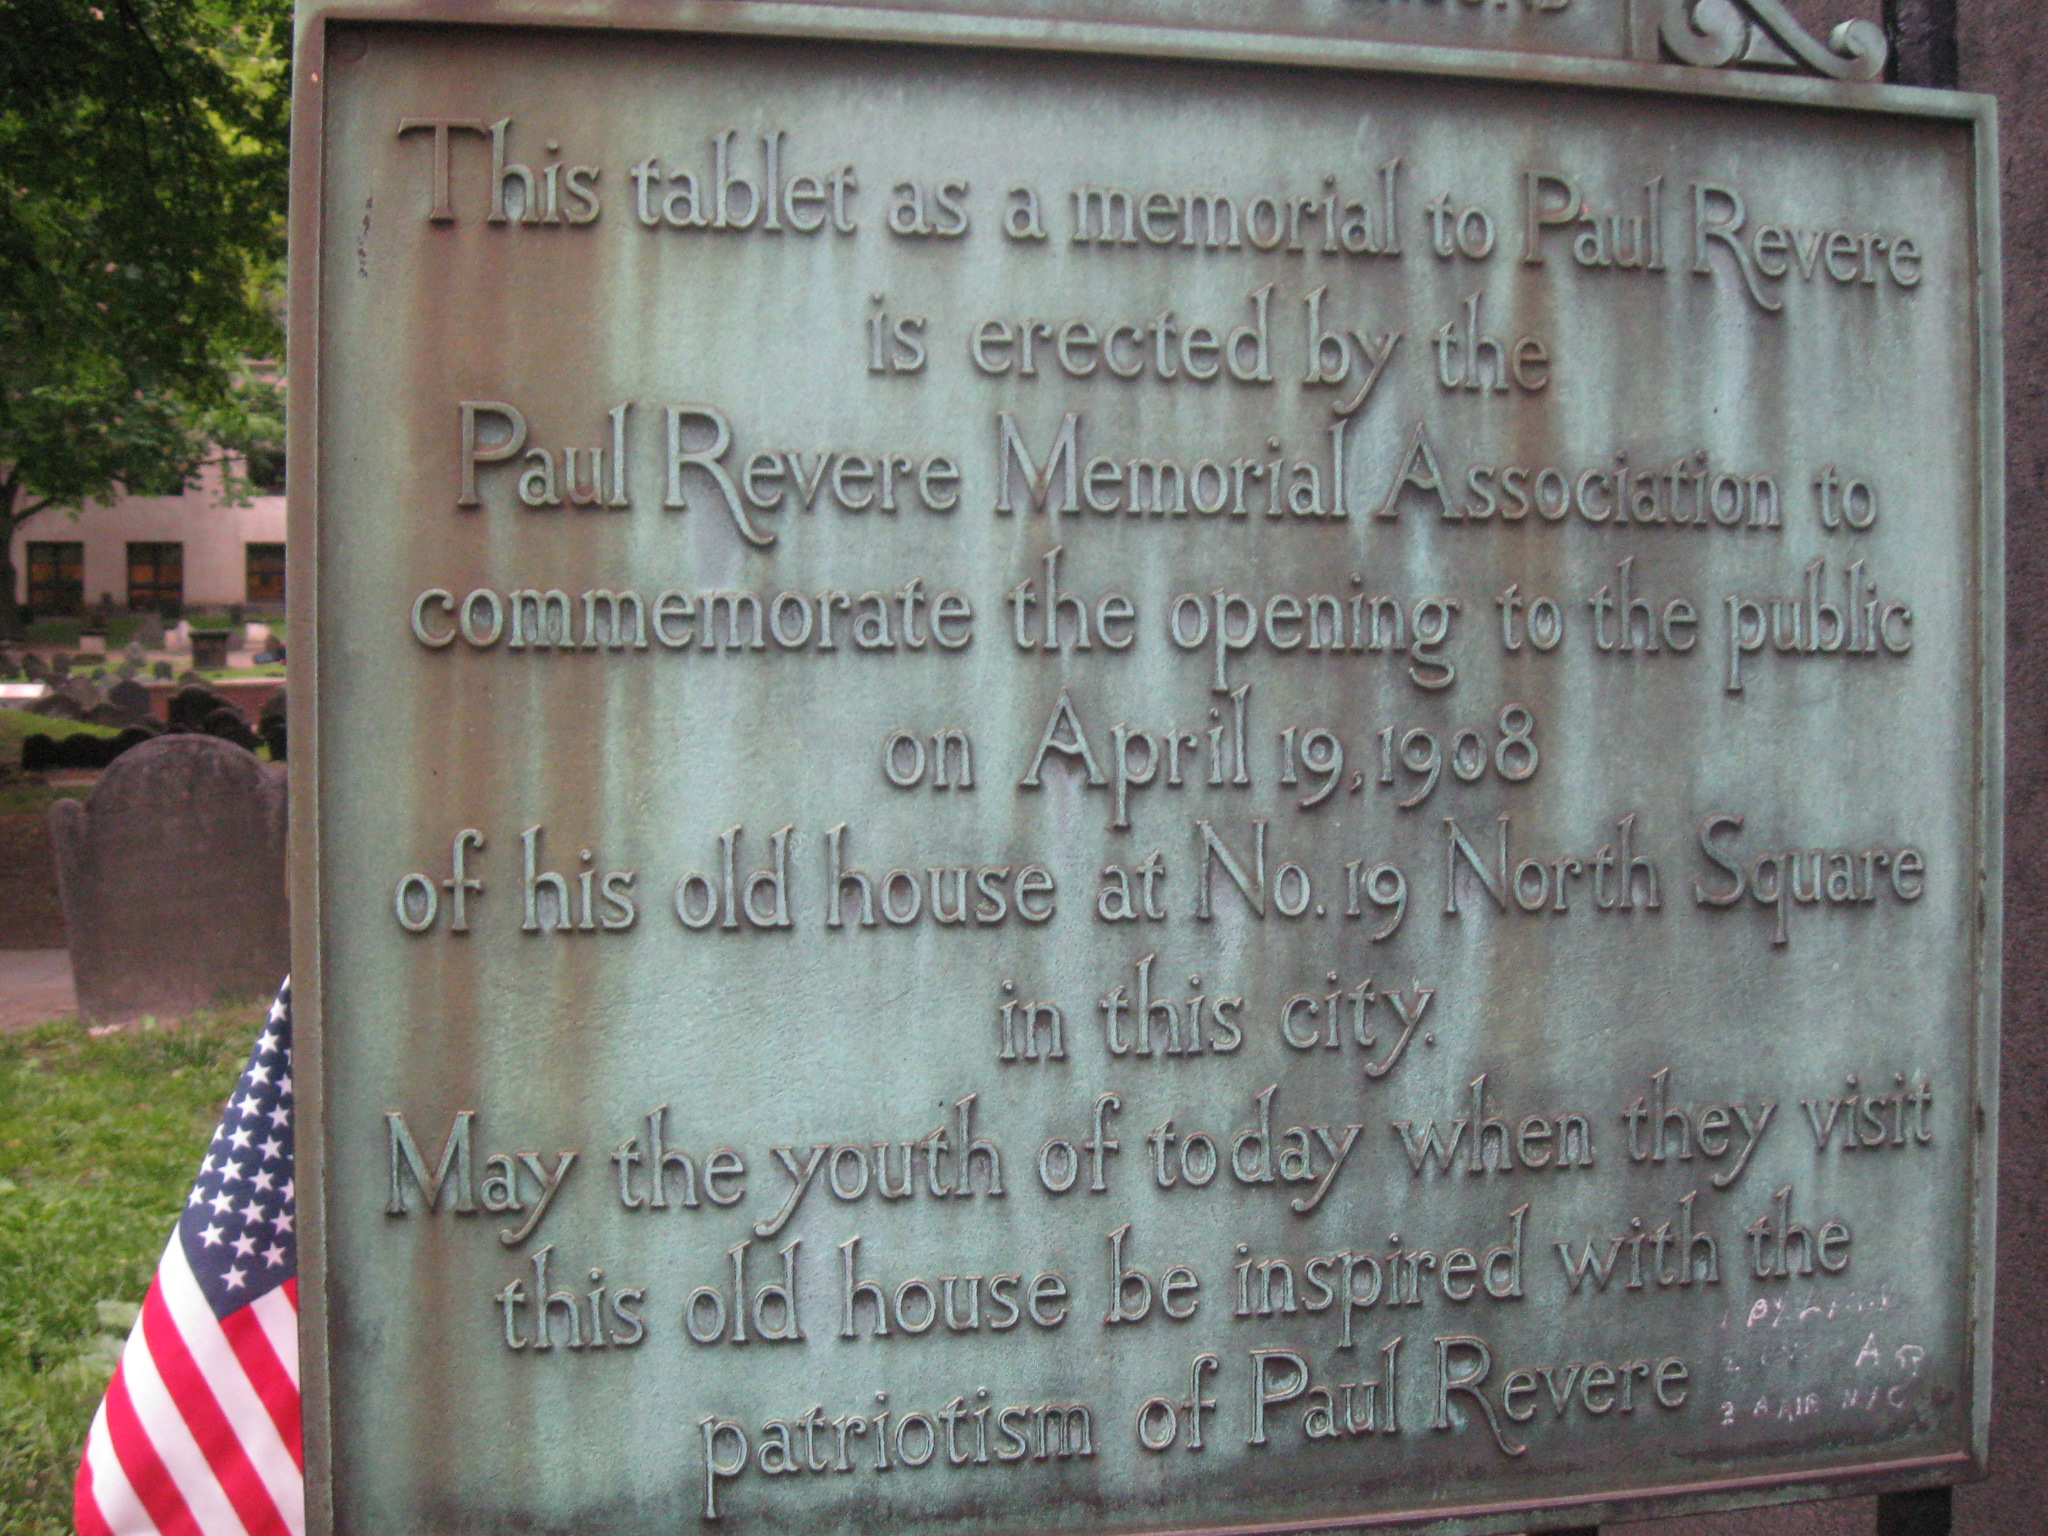 This tablet as a memorial to Paul Revere
is erected by the
Paul Revere Memorial Association to
commemorate the opening to the public
on April 19, 1908
of his old house at No. 19 North Square
in this city.
May the youth of today when they visit
this old house be inspired with the
patriotism of Paul Revere